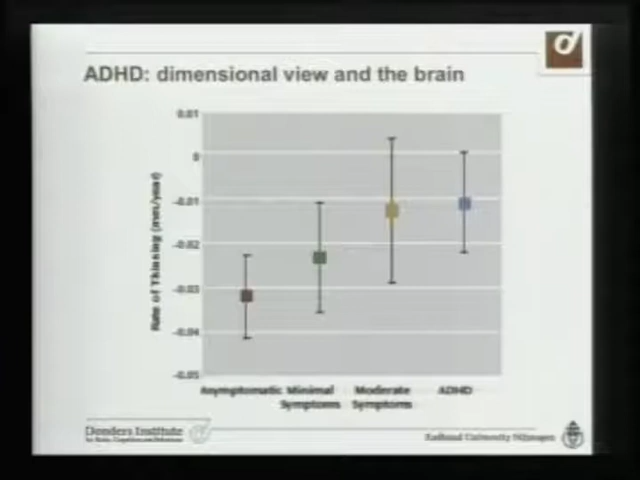 ADHD: dimensional view and the brain
0.01
0
-0.01
-0.02
-0.03
-0.04
-0.05
Rate of Thinning (mm/year)
Asymptomatic Minimal Moderate ADHD
Symptoms Symptoms
Donders Institute
Radboud University Nijmegen